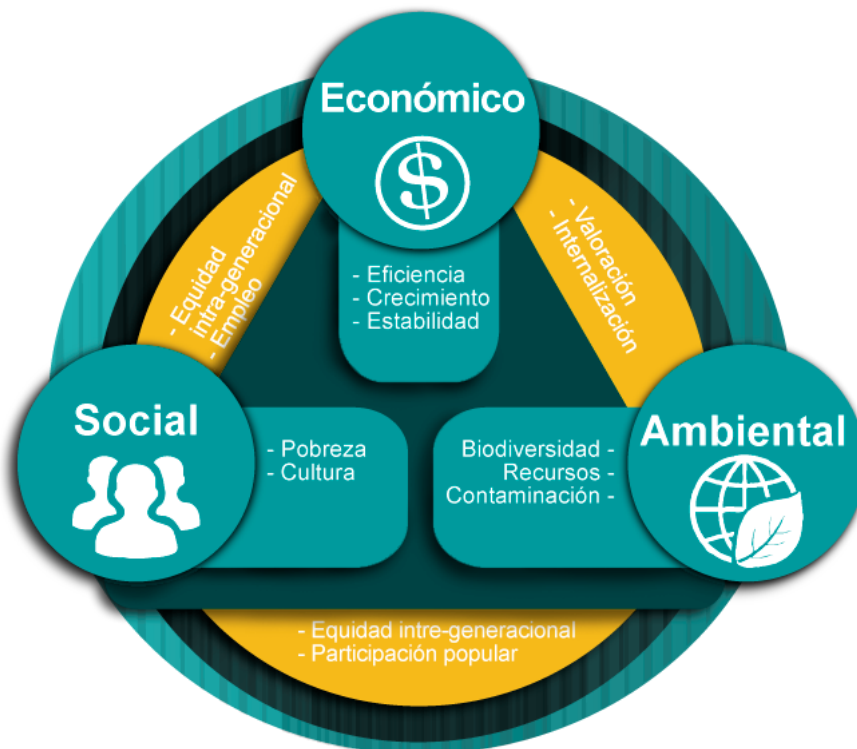 Económico
$
- Eficiencia
- Crecimiento
- Estabilidad
- Equidad
intra-generacional
- Empleo
- Valoración
- Internalización
Social
- Pobreza
- Cultura
Ambiental
Biodiversidad -
Recursos -
Contaminación -
- Equidad intre-generacional
- Participación popular